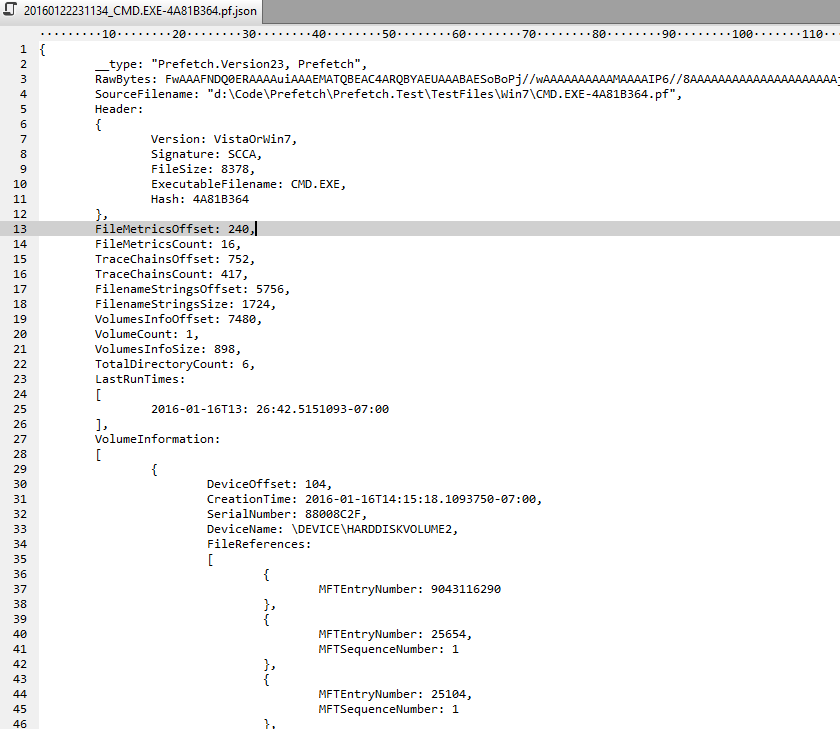 20160122231134_CMD.EXE-4A81B364.pf.json
10 20 30 40 50 60 70 80 90 100 110
1 {
2 __type: "Prefetch.Version23, Prefetch",
3 RawBytes: FwAAAFNDQ0ERAAAAuiAAAEMATQBEAC4ARQBYAEUAAABAESoBoPj//wAAAAAAAAAAMAAAAIP6//8AAAAAAAAAAAAAAAAAAAAAj
4 SourceFilename: "d:\Code\Prefetch\Prefetch.Test\TestFiles\Win7\CMD.EXE-4A81B364.pf",
5 Header:
6 {
7 Version: VistaOrWin7,
8 Signature: SCCA,
9 FileSize: 8378,
10 ExecutableFilename: CMD.EXE,
11 Hash: 4A81B364
12 },
13 FileMetricsOffset: 240,
14 FileMetricsCount: 16,
15 TraceChainsOffset: 752,
16 TraceChainsCount: 417,
17 FilenameStringsOffset: 5756,
18 FilenameStringsSize: 1724,
19 VolumesInfoOffset: 7480,
20 VolumeCount: 1,
21 VolumesInfoSize: 898,
22 TotalDirectoryCount: 6,
23 LastRunTimes:
24 [
25 2016-01-16T13: 26:42.5151093-07:00
26 ],
27 VolumeInformation:
28 [
29 {
30 DeviceOffset: 104,
31 CreationTime: 2016-01-16T14:15:18.1093750-07:00,
32 SerialNumber: 88008C2F,
33 DeviceName: \DEVICE\HARDDISKVOLUME2,
34 FileReferences:
35 [
36 {
37 MFTEntryNumber: 9043116290
38 },
39 {
40 MFTEntryNumber: 25654,
41 MFTSequenceNumber: 1
42 },
43 {
44 MFTEntryNumber: 25104,
45 MFTSequenceNumber: 1
46 },